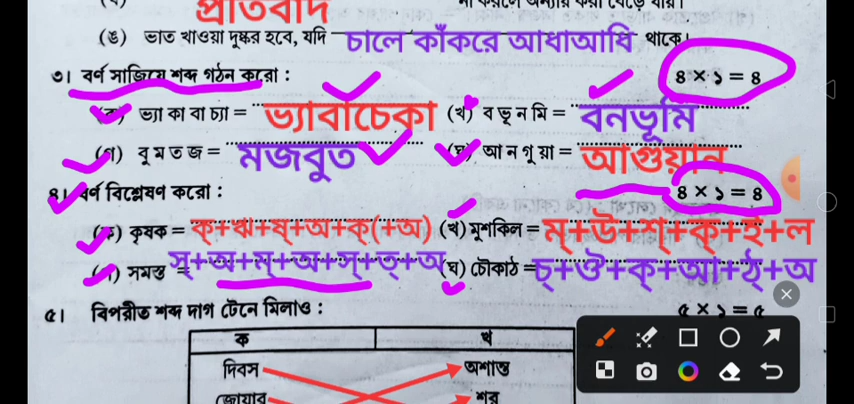 প্রতিবাদ
(ঙ) ভাত খাওয়া দুষ্কর হবে, যদি চালে কাঁকরে আধাআধি থাকে।
৩। বর্ণ সাজিয়ে শব্দ গঠন করো : ৪ × ১ = ৪
(ক) ভ্যা কা বা চ্যা = ভ্যাবাচেকা (খ) ব ভূ ন মি = বনভূমি
(গ) বু ম ত জ = মজবুত (ঘ) আ ন গু য়া = আগুয়ান
৪। বর্ণ বিশ্লেষণ করো : ৪ × ১ = ৪
(ক) কৃষক = ক্+ঋ+ষ্+অ+ক্(+অ) (খ) মুশকিল = ম্+উ+শ্+ক্+ই+ল
(গ) সমস্ত = স্+অ+ম্+অ+স্+ত্+অ (ঘ) চৌকাঠ = চ্+ঔ+ক্+আ+ঠ্+অ
৫। বিপরীত শব্দ দাগ টেনে মিলাও : ৫ × ১ = ৫
ক খ
দিবস অশান্ত
জোয়ার